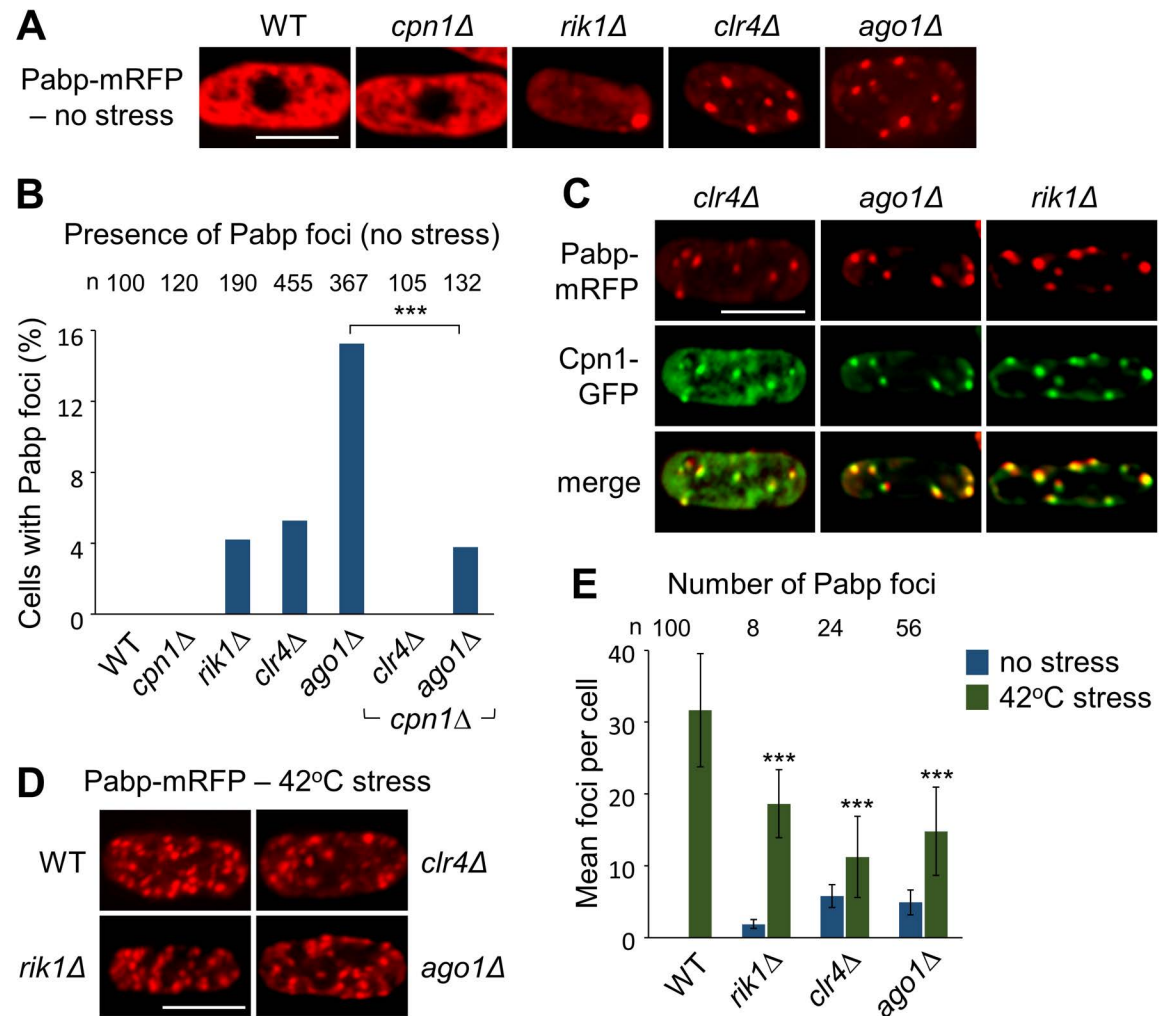 A
WT cpn1Δ rik1Δ clr4Δ ago1Δ
Pabp-mRFP
– no stress
B
Presence of Pabp foci (no stress)
n 100 120 190 455 367 105 132
***
Cells with Pabp foci (%)
16
12
8
4
0
WT cpn1Δ rik1Δ clr4Δ ago1Δ clr4Δ ago1Δ
cpn1Δ
C
clr4Δ ago1Δ rik1Δ
Pabp-
mRFP
Cpn1-
GFP
merge
D
Pabp-mRFP – 42ºC stress
WT clr4Δ
rik1Δ ago1Δ
E
Number of Pabp foci
n 100 8 24 56
no stress
42ºC stress
Mean foci per cell
40
30
20
10
0
*** *** ***
WT rik1Δ clr4Δ ago1Δ